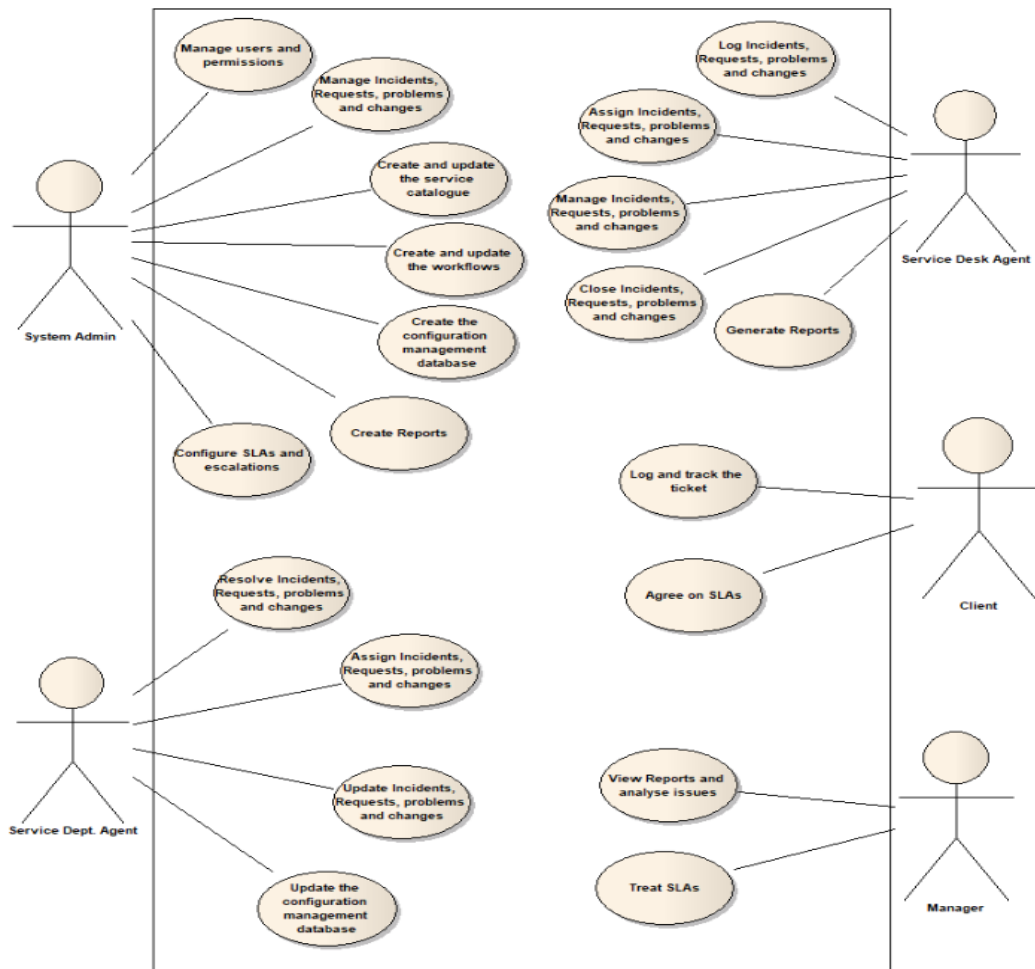 Manage users and
permissions
Manage Incidents,
Requests, problems
and changes
Create and update
the service
catalogue
Create and update
the workflows
Create the
configuration
management
database
Create Reports
Configure SLAs and
escalations
System Admin
Log Incidents,
Requests, problems
and changes
Assign Incidents,
Requests, problems
and changes
Manage Incidents,
Requests, problems
and changes
Close Incidents,
Requests, problems
and changes
Generate Reports
Service Desk Agent
Log and track the
ticket
Agree on SLAs
Client
Resolve Incidents,
Requests, problems
and changes
Assign Incidents,
Requests, problems
and changes
Update Incidents,
Requests, problems
and changes
Update the
configuration
management
database
Service Dept. Agent
View Reports and
analyse issues
Treat SLAs
Manager